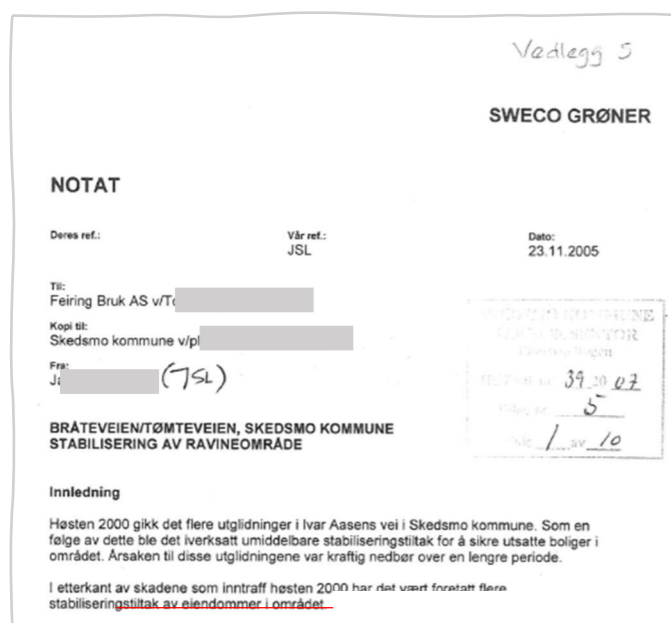 Vedlegg 5
SWECO GRØNER
NOTAT
Deres ref.:
Vår ref.:
JSL
Dato:
23.11.2005
Til:
Feiring Bruk AS
Kopi til:
Skedsmo kommune
Fra:
(JSL)
39 20 07
5
1 av 10
BRÅTEVEIEN/TØMTEVEIEN, SKEDSMO KOMMUNE
STABILISERING AV RAVINEOMRÅDE
Innledning
Høsten 2000 gikk det flere utglidninger i Ivar Aasens vei i Skedsmo kommune. Som en
følge av dette ble det iverksatt umiddelbare stabiliseringstiltak for å sikre utsatte boliger i
området. Årsaken til disse utglidningene var kraftig nedbør over en lengre periode.
I etterkant av skadene som inntraff høsten 2000 har det vært foretatt flere
stabiliseringstiltak av eiendommer i området